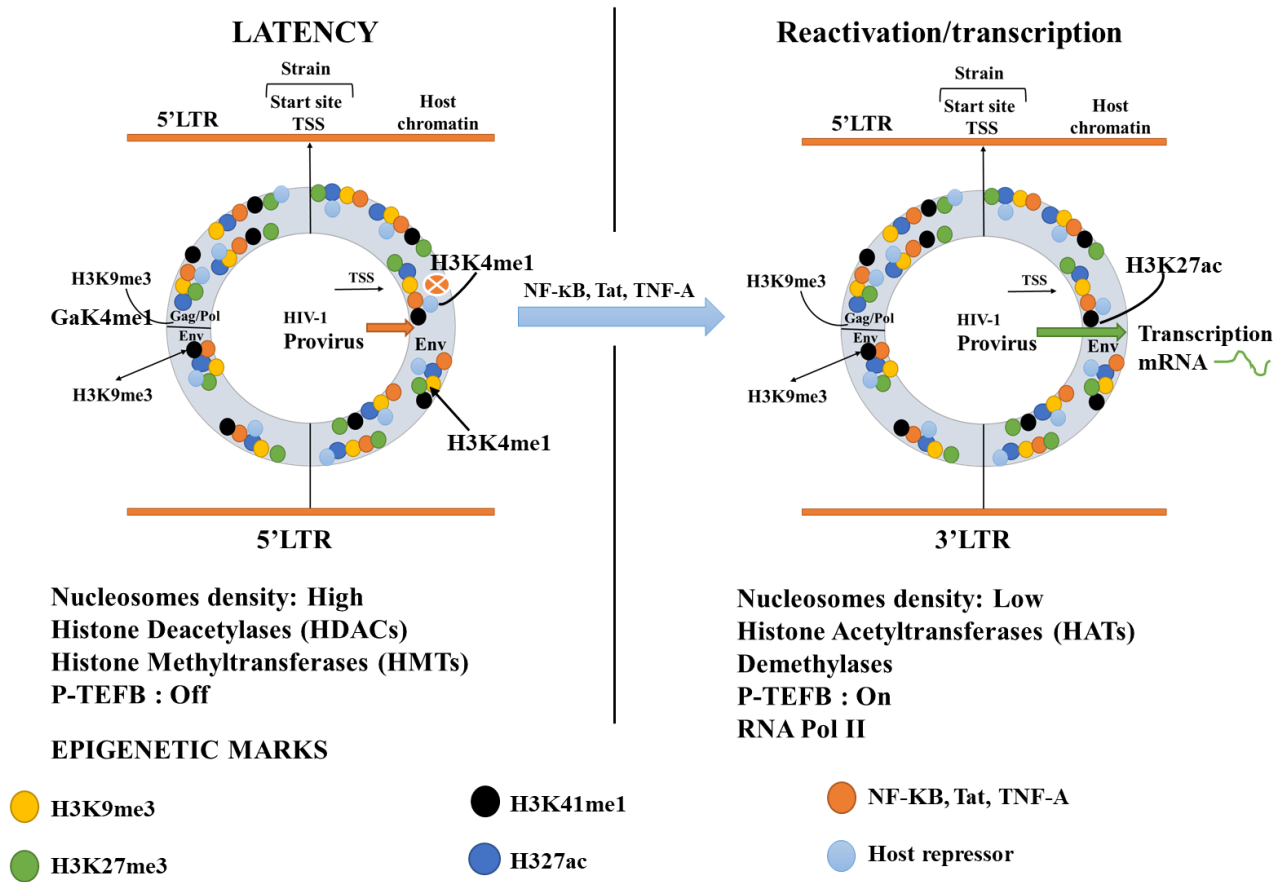 LATENCY
Strain
Start site
TSS
5’LTR
Host
chromatin
H3K9me3
GaK4me1
Gag/Pol
Env
H3K9me3
TSS
HIV-1
Provirus
H3K4me1
Env
H3K4me1
5’LTR
NF-κB, Tat, TNF-A
Reactivation/transcription
Strain
Start site
TSS
5’LTR
Host
chromatin
H3K9me3
Gag/Pol
Env
H3K9me3
TSS
HIV-1
Provirus
H3K27ac
Env
Transcription
mRNA
3’LTR
Nucleosomes density: High
Histone Deacetylases (HDACs)
Histone Methyltransferases (HMTs)
P-TEFB : Off
Nucleosomes density: Low
Histone Acetyltransferases (HATs)
Demethylases
P-TEFB : On
RNA Pol II
EPIGENETIC MARKS
H3K9me3
H3K41me1
NF-KB, Tat, TNF-A
H3K27me3
H327ac
Host repressor